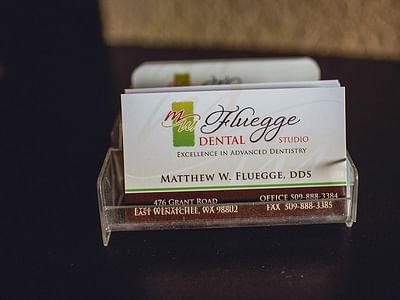 MW Fluegge
DENTAL STUDIO
EXCELLENCE IN ADVANCED DENTISTRY
MATTHEW W. FLUEGGE, DDS
476 GRANT ROAD OFFICE 509-888-3384
EAST WENATCHEE, WA 98802 FAX 509-888-3385